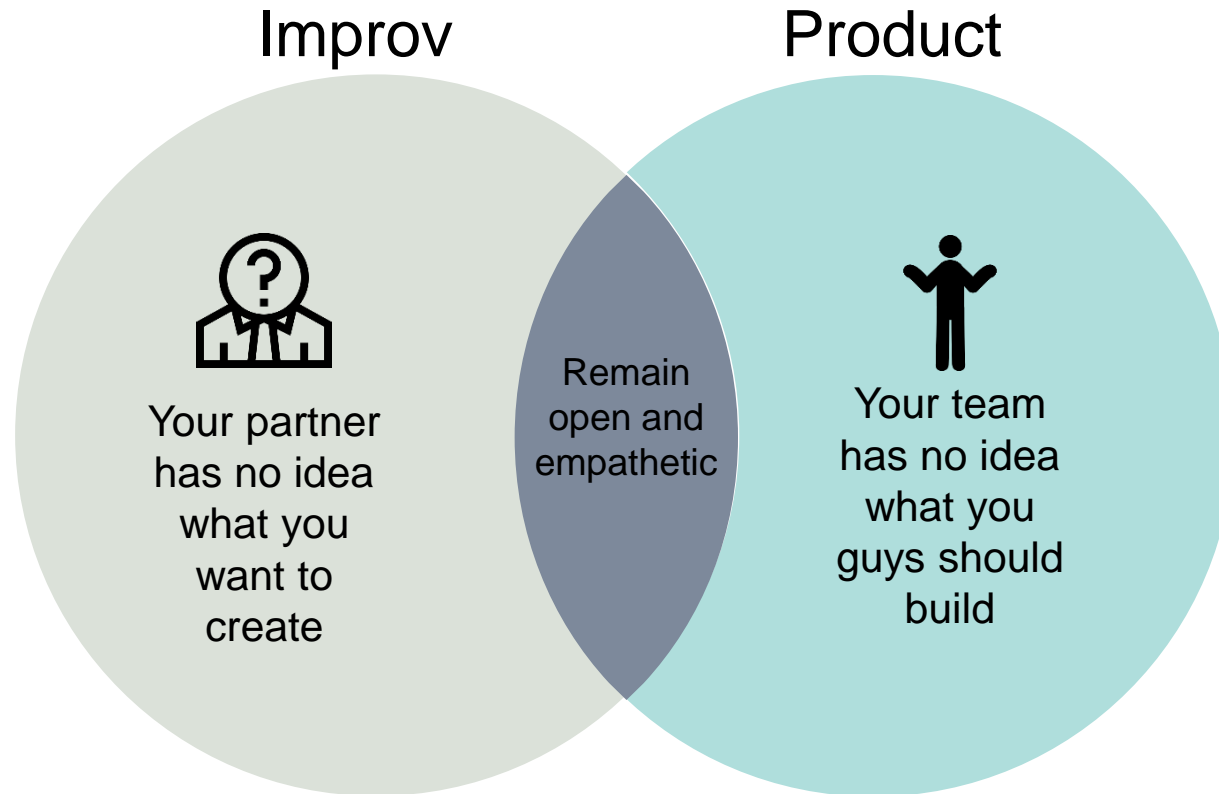 Improv
Product
?
Your partner
has no idea
what you
want to
create
Remain
open and
empathetic
Your team
has no idea
what you
guys should
build